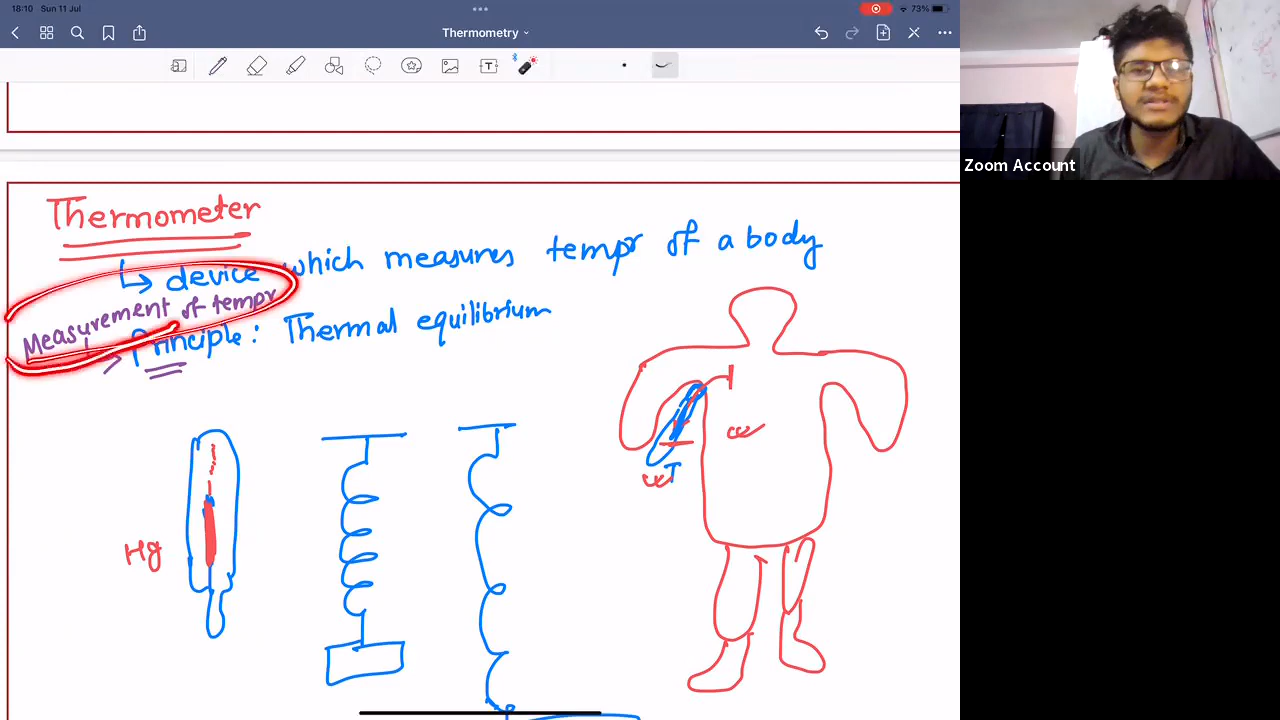 18:10 Sun 11 Jul
73%
Thermometry
T
Zoom Account
Thermometer
↳ device which measures tempr of a body
Measurement of tempr
↳ Principle: Thermal equilibrium
Hg
T